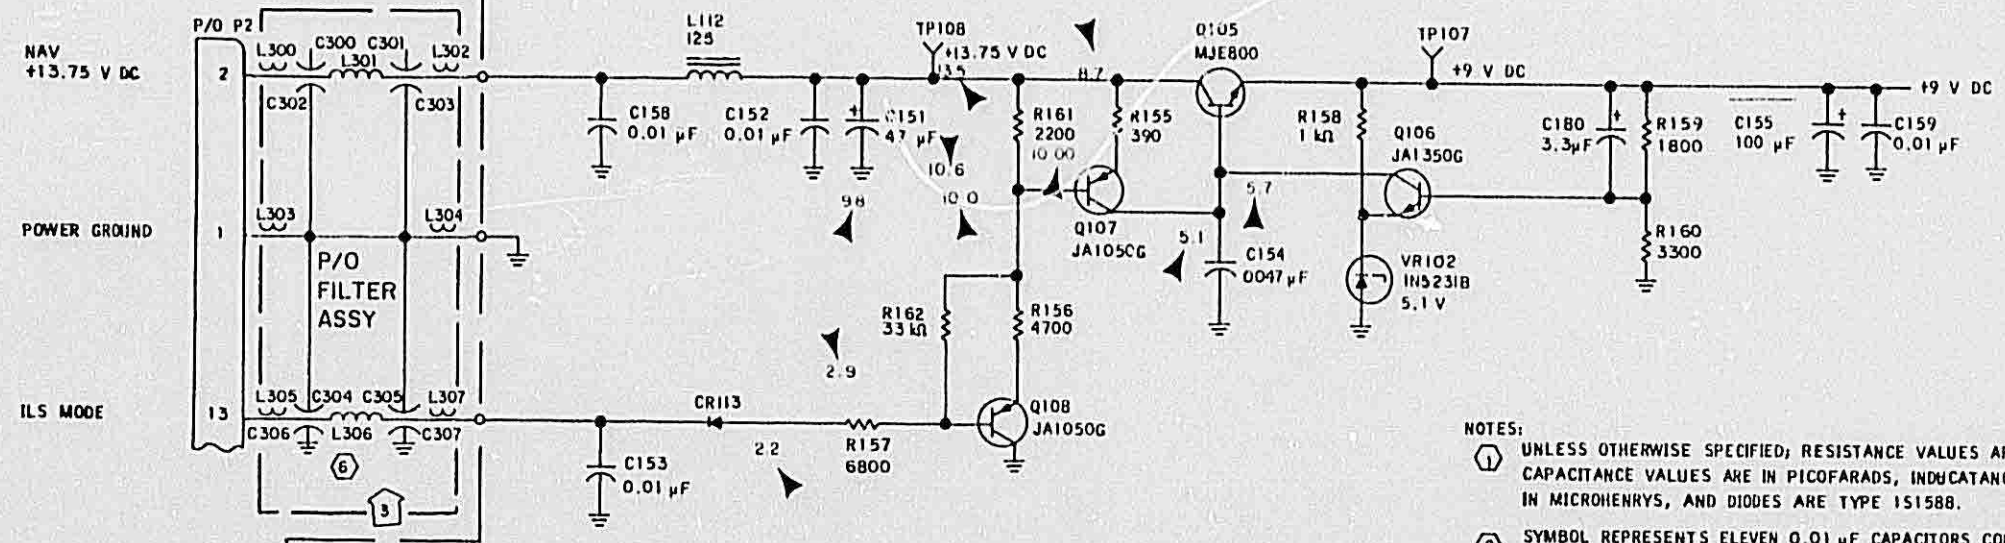 P/O P2
NAV
+13.75 V DC
2
L300
C300
C301
L301
L302
C302
C303
L112
125
TP108
+13.75 V DC
13.5
8.7
Q105
MJE800
TP107
+9 V DC
+9 V DC
C158
0.01 µF
C152
0.01 µF
+
C151
47 µF
R161
2200
10.00
R155
390
R158
1 kΩ
Q106
JA1350G
C180
3.3µF
+
R159
1800
C155
100 µF
+
C159
0.01 µF
10.6
9.8
10.0
5.7
Q107
JA1050G
5.1
C154
.0047 µF
VR102
1N5231B
5.1 V
R160
3300
POWER GROUND
1
L303
L304
P/O
FILTER
ASSY
R162
33 kΩ
R156
4700
2.9
ILS MODE
13
L305
C304
C305
L307
C306
L306
C307
6
3
CR113
2.2
R157
6800
Q108
JA1050G
C153
0.01 µF
NOTES:
1 UNLESS OTHERWISE SPECIFIED; RESISTANCE VALUES
CAPACITANCE VALUES ARE IN PICOFARADS, INDUCATAN
IN MICROHENRYS, AND DIODES ARE TYPE 1S1588.
SYMBOL REPRESENTS ELEVEN 0.01 µF CAPACITORS